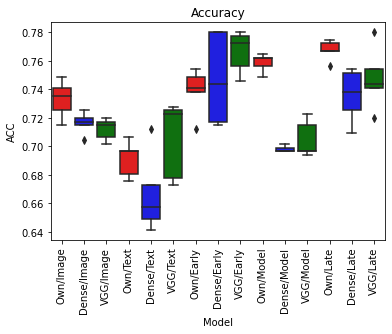 Accuracy
0.78
0.76
0.74
0.72
0.70
0.68
0.66
0.64
ACC
Own/Image
Dense/Image
VGG/Image
Own/Text
Dense/Text
VGG/Text
Own/Early
Dense/Early
VGG/Early
Own/Model
Dense/Model
VGG/Model
Own/Late
Dense/Late
VGG/Late
Model